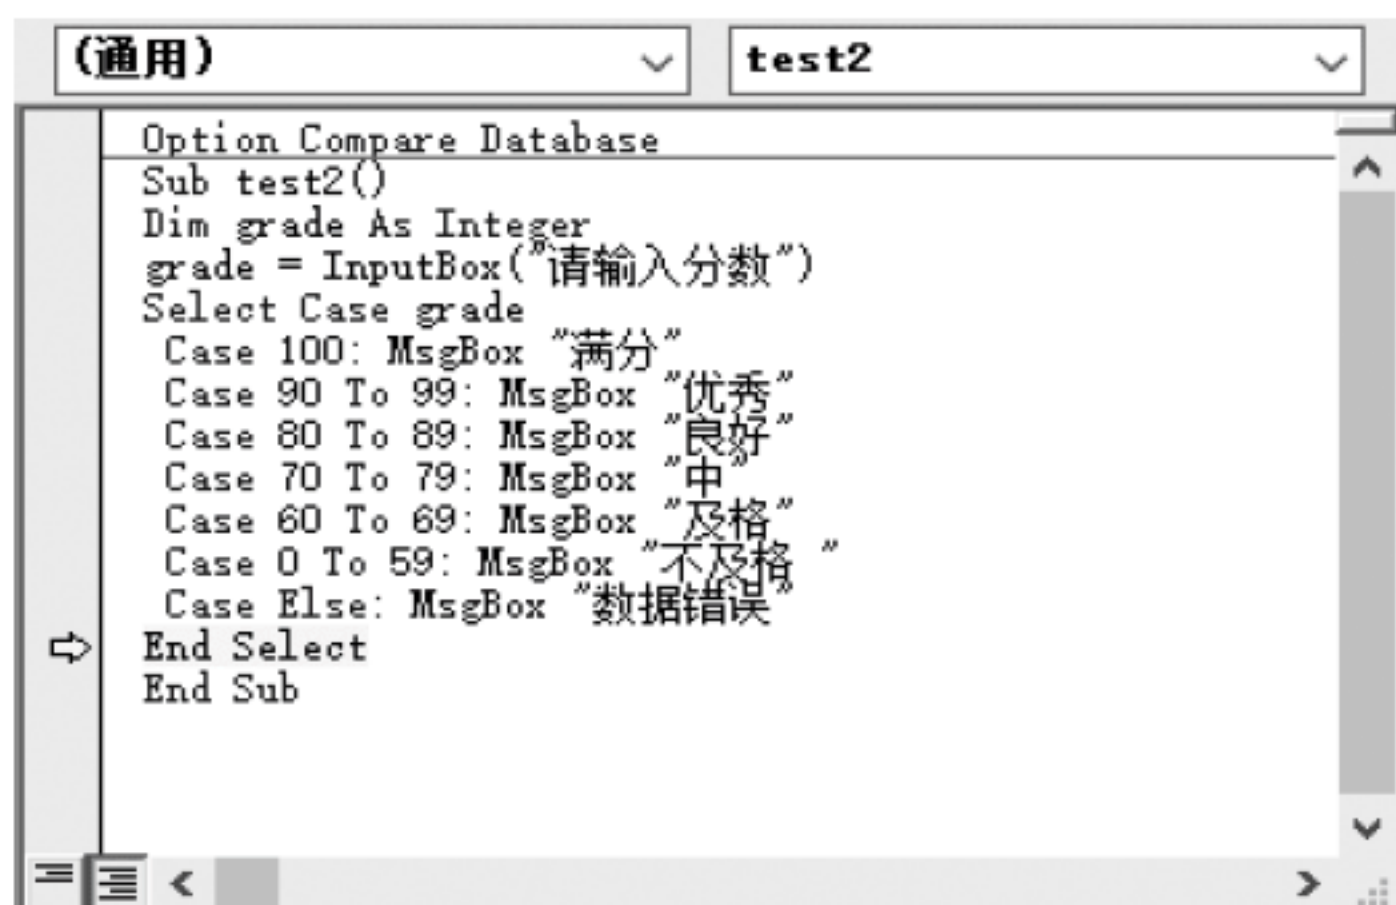 (通用)
test2
Option Compare Database
Sub test2()
Dim grade As Integer
grade = InputBox("请输入分数")
Select Case grade
Case 100: MsgBox "满分"
Case 90 To 99: MsgBox "优秀"
Case 80 To 89: MsgBox "良好"
Case 70 To 79: MsgBox "中"
Case 60 To 69: MsgBox "及格"
Case 0 To 59: MsgBox "不及格 "
Case Else: MsgBox "数据错误"
End Select
End Sub